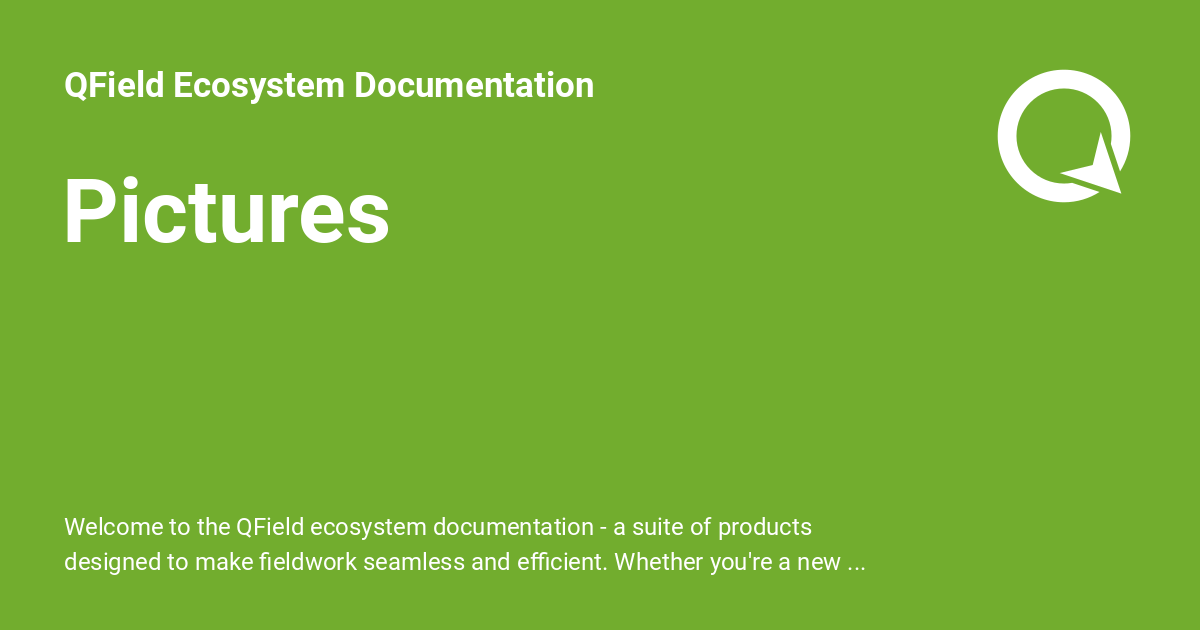 QField Ecosystem Documentation
Pictures
Welcome to the QField ecosystem documentation - a suite of products
designed to make fieldwork seamless and efficient. Whether you're a new ...